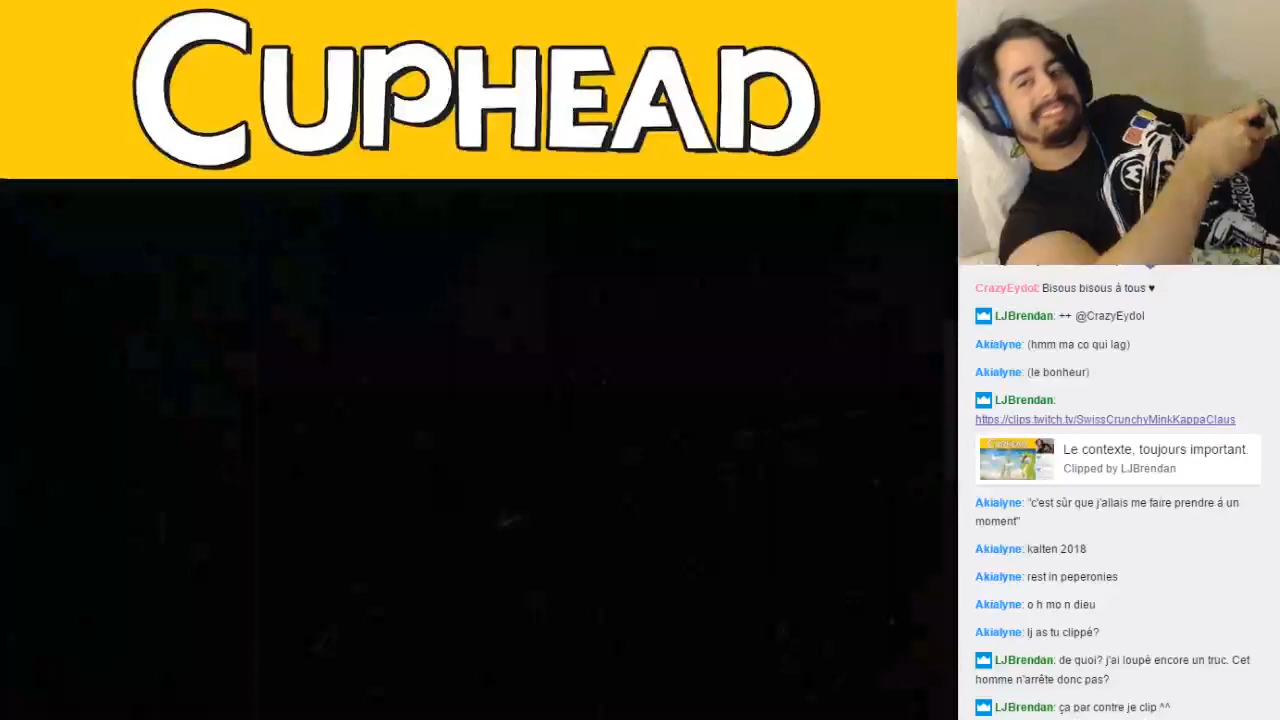 CUPHEAD
CrazyEydol: Bisous bisous à tous ♥
LJBrendan: ++ @CrazyEydol
Akialyne: (hmm ma co qui lag)
Akialyne: (le bonheur)
LJBrendan:
https://clips.twitch.tv/SwissCrunchyMinkKappaClaus
CUPHEAD
Le contexte, toujours important.
Clipped by LJBrendan
Akialyne: "c'est sûr que j'allais me faire prendre à un
moment"
Akialyne: kalten 2018
Akialyne: rest in peperonies
Akialyne: o h mo n dieu
Akialyne: lj as tu clippé?
LJBrendan: de quoi? j'ai loupé encore un truc. Cet
homme n'arrête donc pas?
LJBrendan: ça par contre je clip ^^